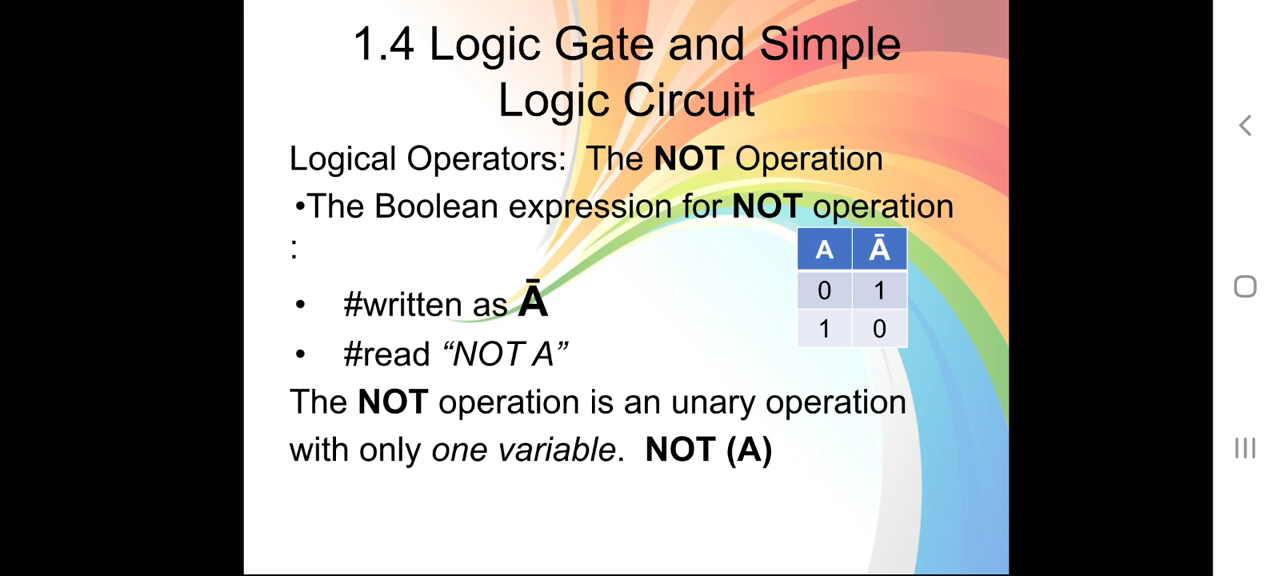 1.4 Logic Gate and Simple
Logic Circuit
Logical Operators:  The NOT Operation
•The Boolean expression for NOT operation
:
• #written as Ā
• #read “NOT A”
A Ā
0 1
1 0
The NOT operation is an unary operation
with only one variable.  NOT (A)